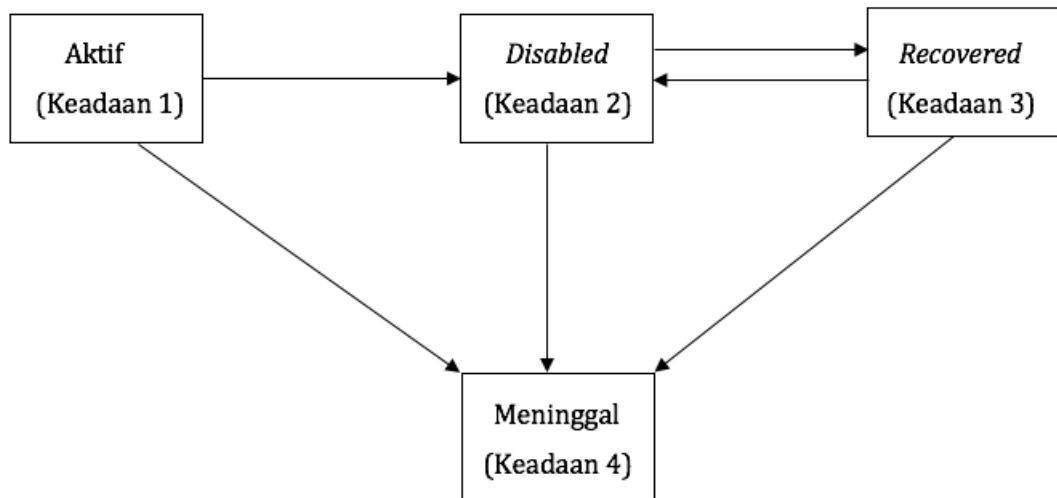 Aktif
(Keadaan 1)
Disabled
(Keadaan 2)
Recovered
(Keadaan 3)
Meninggal
(Keadaan 4)